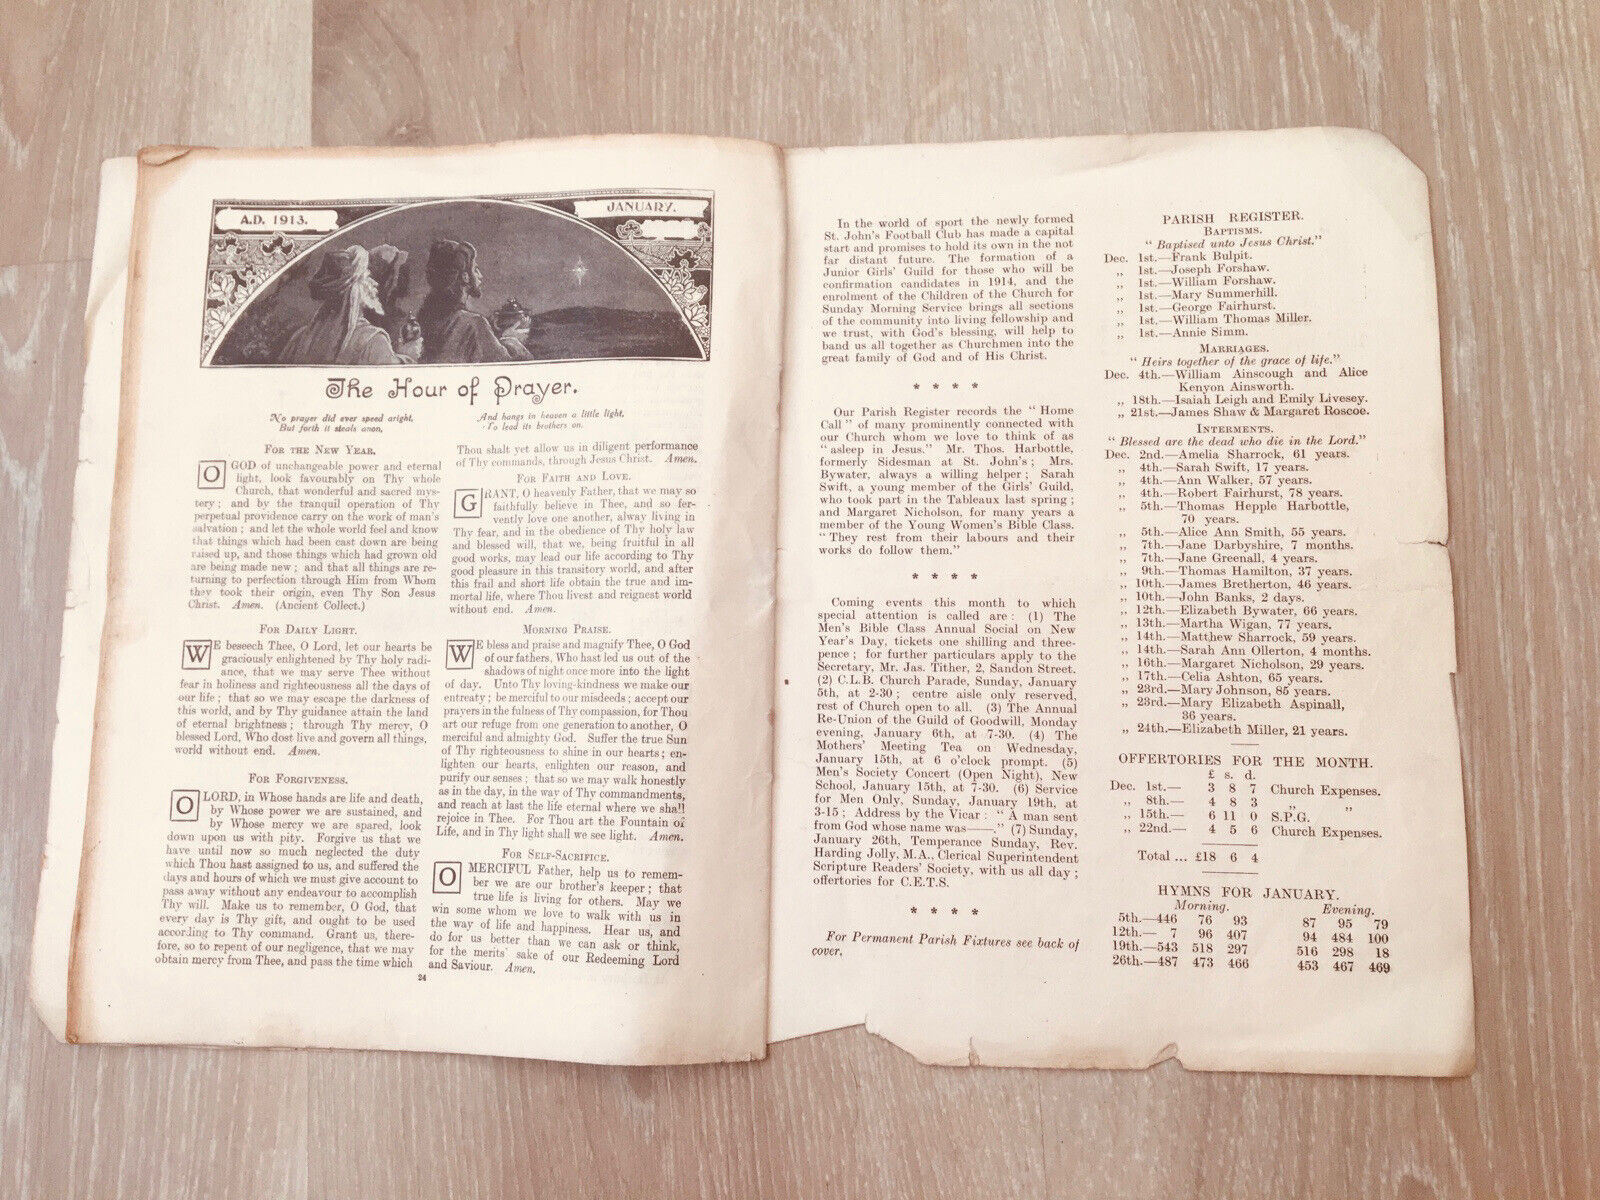 A.D. 1913.
JANUARY.
The Hour of Prayer.
No prayer did ever speed aright,
But forth it steals anon,
And hangs in heaven a little light,
To lead its brothers on.
FOR THE NEW YEAR.
O GOD of unchangeable power and eternal
light, look favourably on Thy whole
Church, that wonderful and sacred mys-
tery; and by the tranquil operation of Thy
perpetual providence carry on the work of man's
salvation; and let the whole world feel and know
that things which had been cast down are being
raised up, and those things which had grown old
are being made new; and that all things are re-
turning to perfection through Him from Whom
they took their origin, even Thy Son Jesus
Christ. Amen. (Ancient Collect.)
FOR DAILY LIGHT.
WE beseech Thee, O Lord, let our hearts be
graciously enlightened by Thy holy radi-
ance, that we may serve Thee without
fear in holiness and righteousness all the days of
our life; that so we may escape the darkness of
this world, and by Thy guidance attain the land
of eternal brightness; through Thy mercy, O
blessed Lord, Who dost live and govern all things,
world without end. Amen.
FOR FORGIVENESS.
O LORD, in Whose hands are life and death,
by Whose power we are sustained, and
by Whose mercy we are spared, look
down upon us with pity. Forgive us that we
have until now so much neglected the duty
which Thou hast assigned to us, and suffered the
days and hours of which we must give account to
pass away without any endeavour to accomplish
Thy will. Make us to remember, O God, that
every day is Thy gift, and ought to be used
according to Thy command. Grant us, there-
fore, so to repent of our negligence, that we may
obtain mercy from Thee, and pass the time which
Thou shalt yet allow us in diligent performance
of Thy commands, through Jesus Christ. Amen.
FOR FAITH AND LOVE.
GRANT, O heavenly Father, that we may so
faithfully believe in Thee, and so fer-
vently love one another, alway living in
Thy fear, and in the obedience of Thy holy law
and blessed will, that we, being fruitful in all
good works, may lead our life according to Thy
good pleasure in this transitory world, and after
this frail and short life obtain the true and im-
mortal life, where Thou livest and reignest world
without end. Amen.
MORNING PRAISE.
WE bless and praise and magnify Thee, O God
of our fathers, Who hast led us out of the
shadows of night once more into the light
of day. Unto Thy loving-kindness we make our
entreaty; be merciful to our misdeeds; accept our
prayers in the fulness of Thy compassion, for Thou
art our refuge from one generation to another, O
merciful and almighty God. Suffer the true Sun
of Thy righteousness to shine in our hearts; en-
lighten our hearts, enlighten our reason, and
purify our senses; that so we may walk honestly
as in the day, in the way of Thy commandments,
and reach at last the life eternal where we shall
rejoice in Thee. For Thou art the Fountain of
Life, and in Thy light shall we see light. Amen.
FOR SELF-SACRIFICE.
O MERCIFUL Father, help us to remem-
ber we are our brother's keeper; that
true life is living for others. May we
win some whom we love to walk with us in
the way of life and happiness. Hear us, and
do for us better than we can ask or think,
for the merits' sake of our Redeeming Lord
and Saviour. Amen.
24
In the world of sport the newly formed
St. John's Football Club has made a capital
start and promises to hold its own in the not
far distant future. The formation of a
Junior Girls' Guild for those who will be
confirmation candidates in 1914, and the
enrolment of the Children of the Church for
Sunday Morning Service brings all sections
of the community into living fellowship and
we trust, with God's blessing, will help to
band us all together as Churchmen into the
great family of God and of His Christ.
* * * *
Our Parish Register records the "Home
Call" of many prominently connected with
our Church whom we love to think of as
"asleep in Jesus." Mr. Thos. Harbottle,
formerly Sidesman at St. John's; Mrs.
Bywater, always a willing helper; Sarah
Swift, a young member of the Girls' Guild,
who took part in the Tableaux last spring;
and Margaret Nicholson, for many years a
member of the Young Women's Bible Class.
"They rest from their labours and their
works do follow them."
* * * *
Coming events this month to which
special attention is called are: (1) The
Men's Bible Class Annual Social on New
Year's Day, tickets one shilling and three-
pence; for further particulars apply to the
Secretary, Mr. Jas. Tither, 2, Sandon Street.
(2) C.L.B. Church Parade, Sunday, January
5th, at 2-30; centre aisle only reserved,
rest of Church open to all. (3) The Annual
Re-Union of the Guild of Goodwill, Monday
evening, January 6th, at 7-30. (4) The
Mothers' Meeting Tea on Wednesday,
January 15th, at 6 o'clock prompt. (5)
Men's Society Concert (Open Night), New
School, January 15th, at 7-30. (6) Service
for Men Only, Sunday, January 19th, at
3-15; Address by the Vicar: "A man sent
from God whose name was——." (7) Sunday,
January 26th, Temperance Sunday, Rev.
Harding Jolly, M.A., Clerical Superintendent
Scripture Readers' Society, with us all day;
offertories for C.E.T.S.
* * * *
For Permanent Parish Fixtures see back of
cover.
PARISH REGISTER.
BAPTISMS.
"Baptised unto Jesus Christ."
Dec. 1st.—Frank Bulpit.
„ 1st.—Joseph Forshaw.
„ 1st.—William Forshaw.
„ 1st.—Mary Summerhill.
„ 1st.—George Fairhurst.
„ 1st.—William Thomas Miller.
„ 1st.—Annie Simm.
MARRIAGES.
"Heirs together of the grace of life."
Dec. 4th.—William Ainscough and Alice
Kenyon Ainsworth.
„ 18th.—Isaiah Leigh and Emily Livesey.
„ 21st.—James Shaw & Margaret Roscoe.
INTERMENTS.
"Blessed are the dead who die in the Lord."
Dec. 2nd.—Amelia Sharrock, 61 years.
„ 4th.—Sarah Swift, 17 years.
„ 4th.—Ann Walker, 57 years.
„ 4th.—Robert Fairhurst, 78 years.
„ 5th.—Thomas Hepple Harbottle,
70 years.
„ 5th.—Alice Ann Smith, 55 years.
„ 7th.—Jane Darbyshire, 7 months.
„ 7th.—Jane Greenall, 4 years.
„ 9th.—Thomas Hamilton, 37 years.
„ 10th.—James Bretherton, 46 years.
„ 10th.—John Banks, 2 days.
„ 12th.—Elizabeth Bywater, 66 years.
„ 13th.—Martha Wigan, 77 years.
„ 14th.—Matthew Sharrock, 59 years.
„ 14th.—Sarah Ann Ollerton, 4 months.
„ 16th.—Margaret Nicholson, 29 years.
„ 17th.—Celia Ashton, 65 years.
„ 23rd.—Mary Johnson, 85 years.
„ 23rd.—Mary Elizabeth Aspinall,
36 years.
„ 24th.—Elizabeth Miller, 21 years.
OFFERTORIES FOR THE MONTH.
£ s. d.
Dec. 1st.— 3 8 7 Church Expenses.
„ 8th.— 4 8 3 „ „
„ 15th.— 6 11 0 S.P.G.
„ 22nd.— 4 5 6 Church Expenses.
Total ... £18 6 4
HYMNS FOR JANUARY.
Morning. Evening.
5th.—446 76 93 87 95 79
12th.— 7 96 407 94 484 100
19th.—543 518 297 516 298 18
26th.—487 473 466 453 467 469